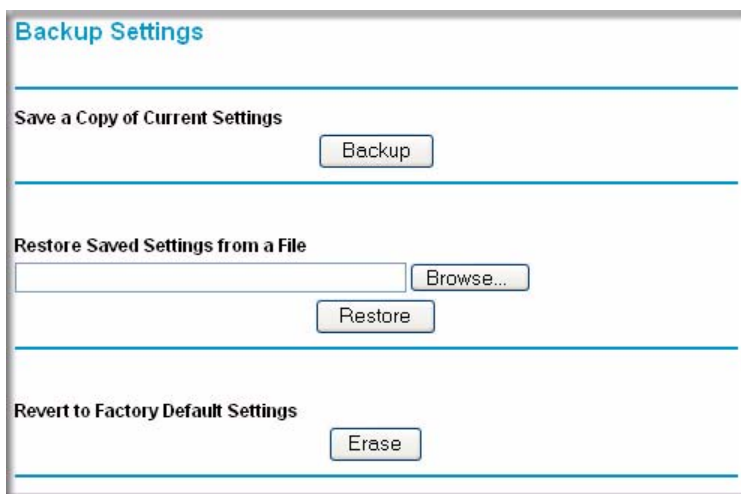 Backup Settings
Save a Copy of Current Settings
Backup
Restore Saved Settings from a File
Browse...
Restore
Revert to Factory Default Settings
Erase